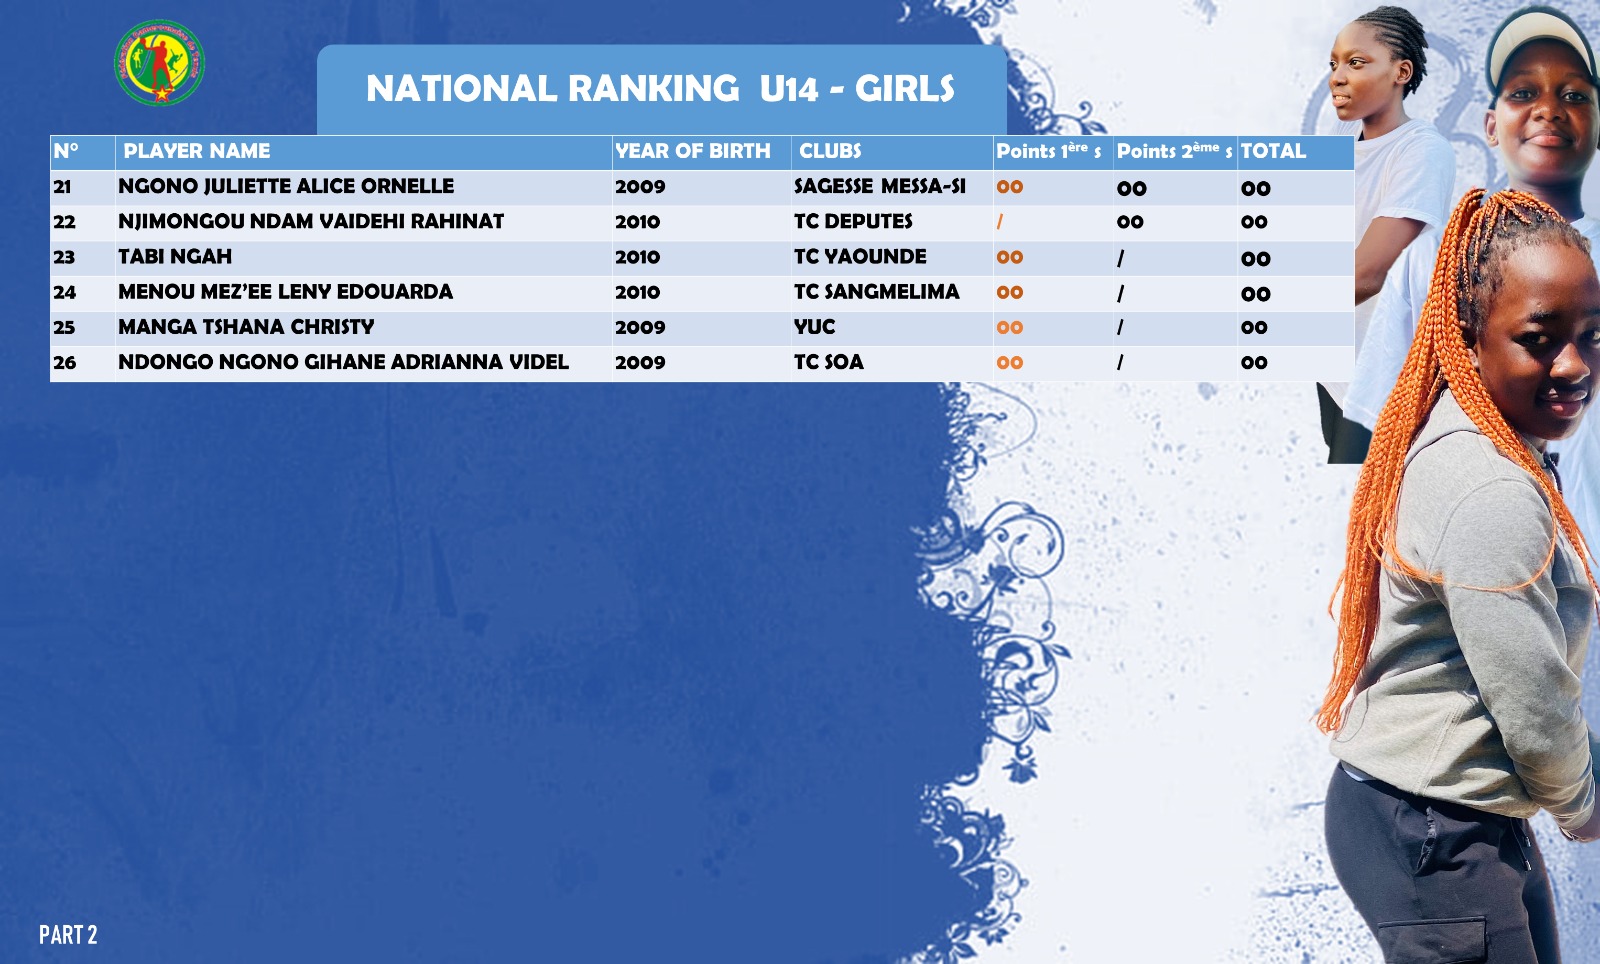 NATIONAL RANKING U14 - GIRLS
N° PLAYER NAME YEAR OF BIRTH CLUBS Points 1ère s Points 2ème s TOTAL
21 NGONO JULIETTE ALICE ORNELLE 2009 SAGESSE MESSA-SI 00 00 00
22 NJIMONGOU NDAM VAIDEHI RAHINAT 2010 TC DEPUTES / 00 00
23 TABI NGAH 2010 TC YAOUNDE 00 / 00
24 MENOU MEZ’EE LENY EDOUARDA 2010 TC SANGMELIMA 00 / 00
25 MANGA TSHANA CHRISTY 2009 YUC 00 / 00
26 NDONGO NGONO GIHANE ADRIANNA VIDEL 2009 TC SOA 00 / 00
PART 2